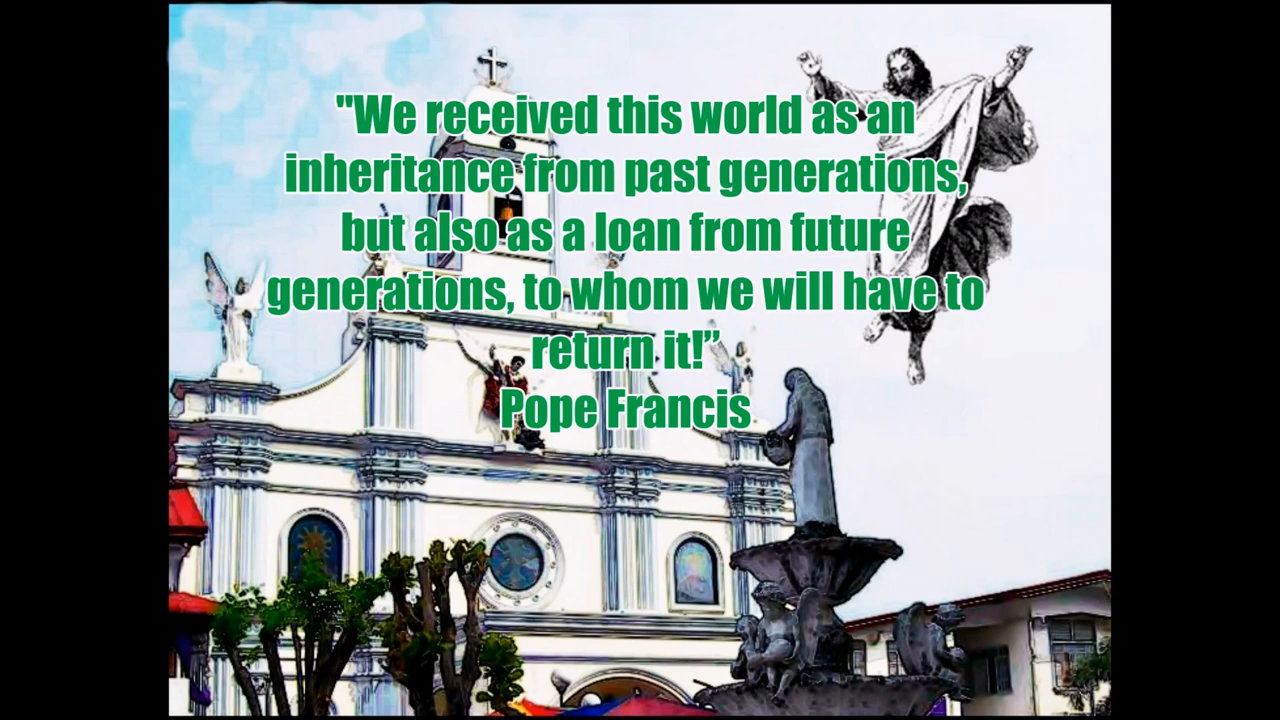 "We received this world as an
inheritance from past generations,
but also as a loan from future
generations, to whom we will have to
return it!”
Pope Francis